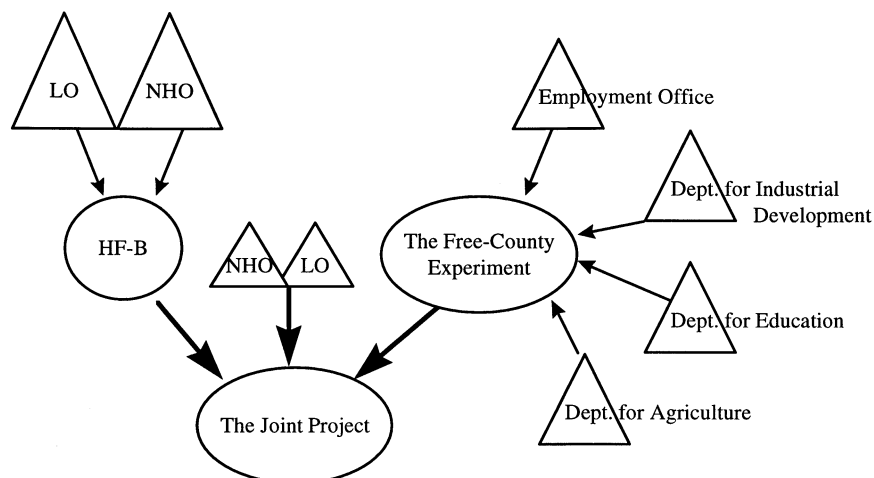 LO
NHO
Employment Office
Dept. for Industrial
Development
HF-B
NHO
LO
The Free-County
Experiment
Dept. for Education
Dept. for Agriculture
The Joint Project